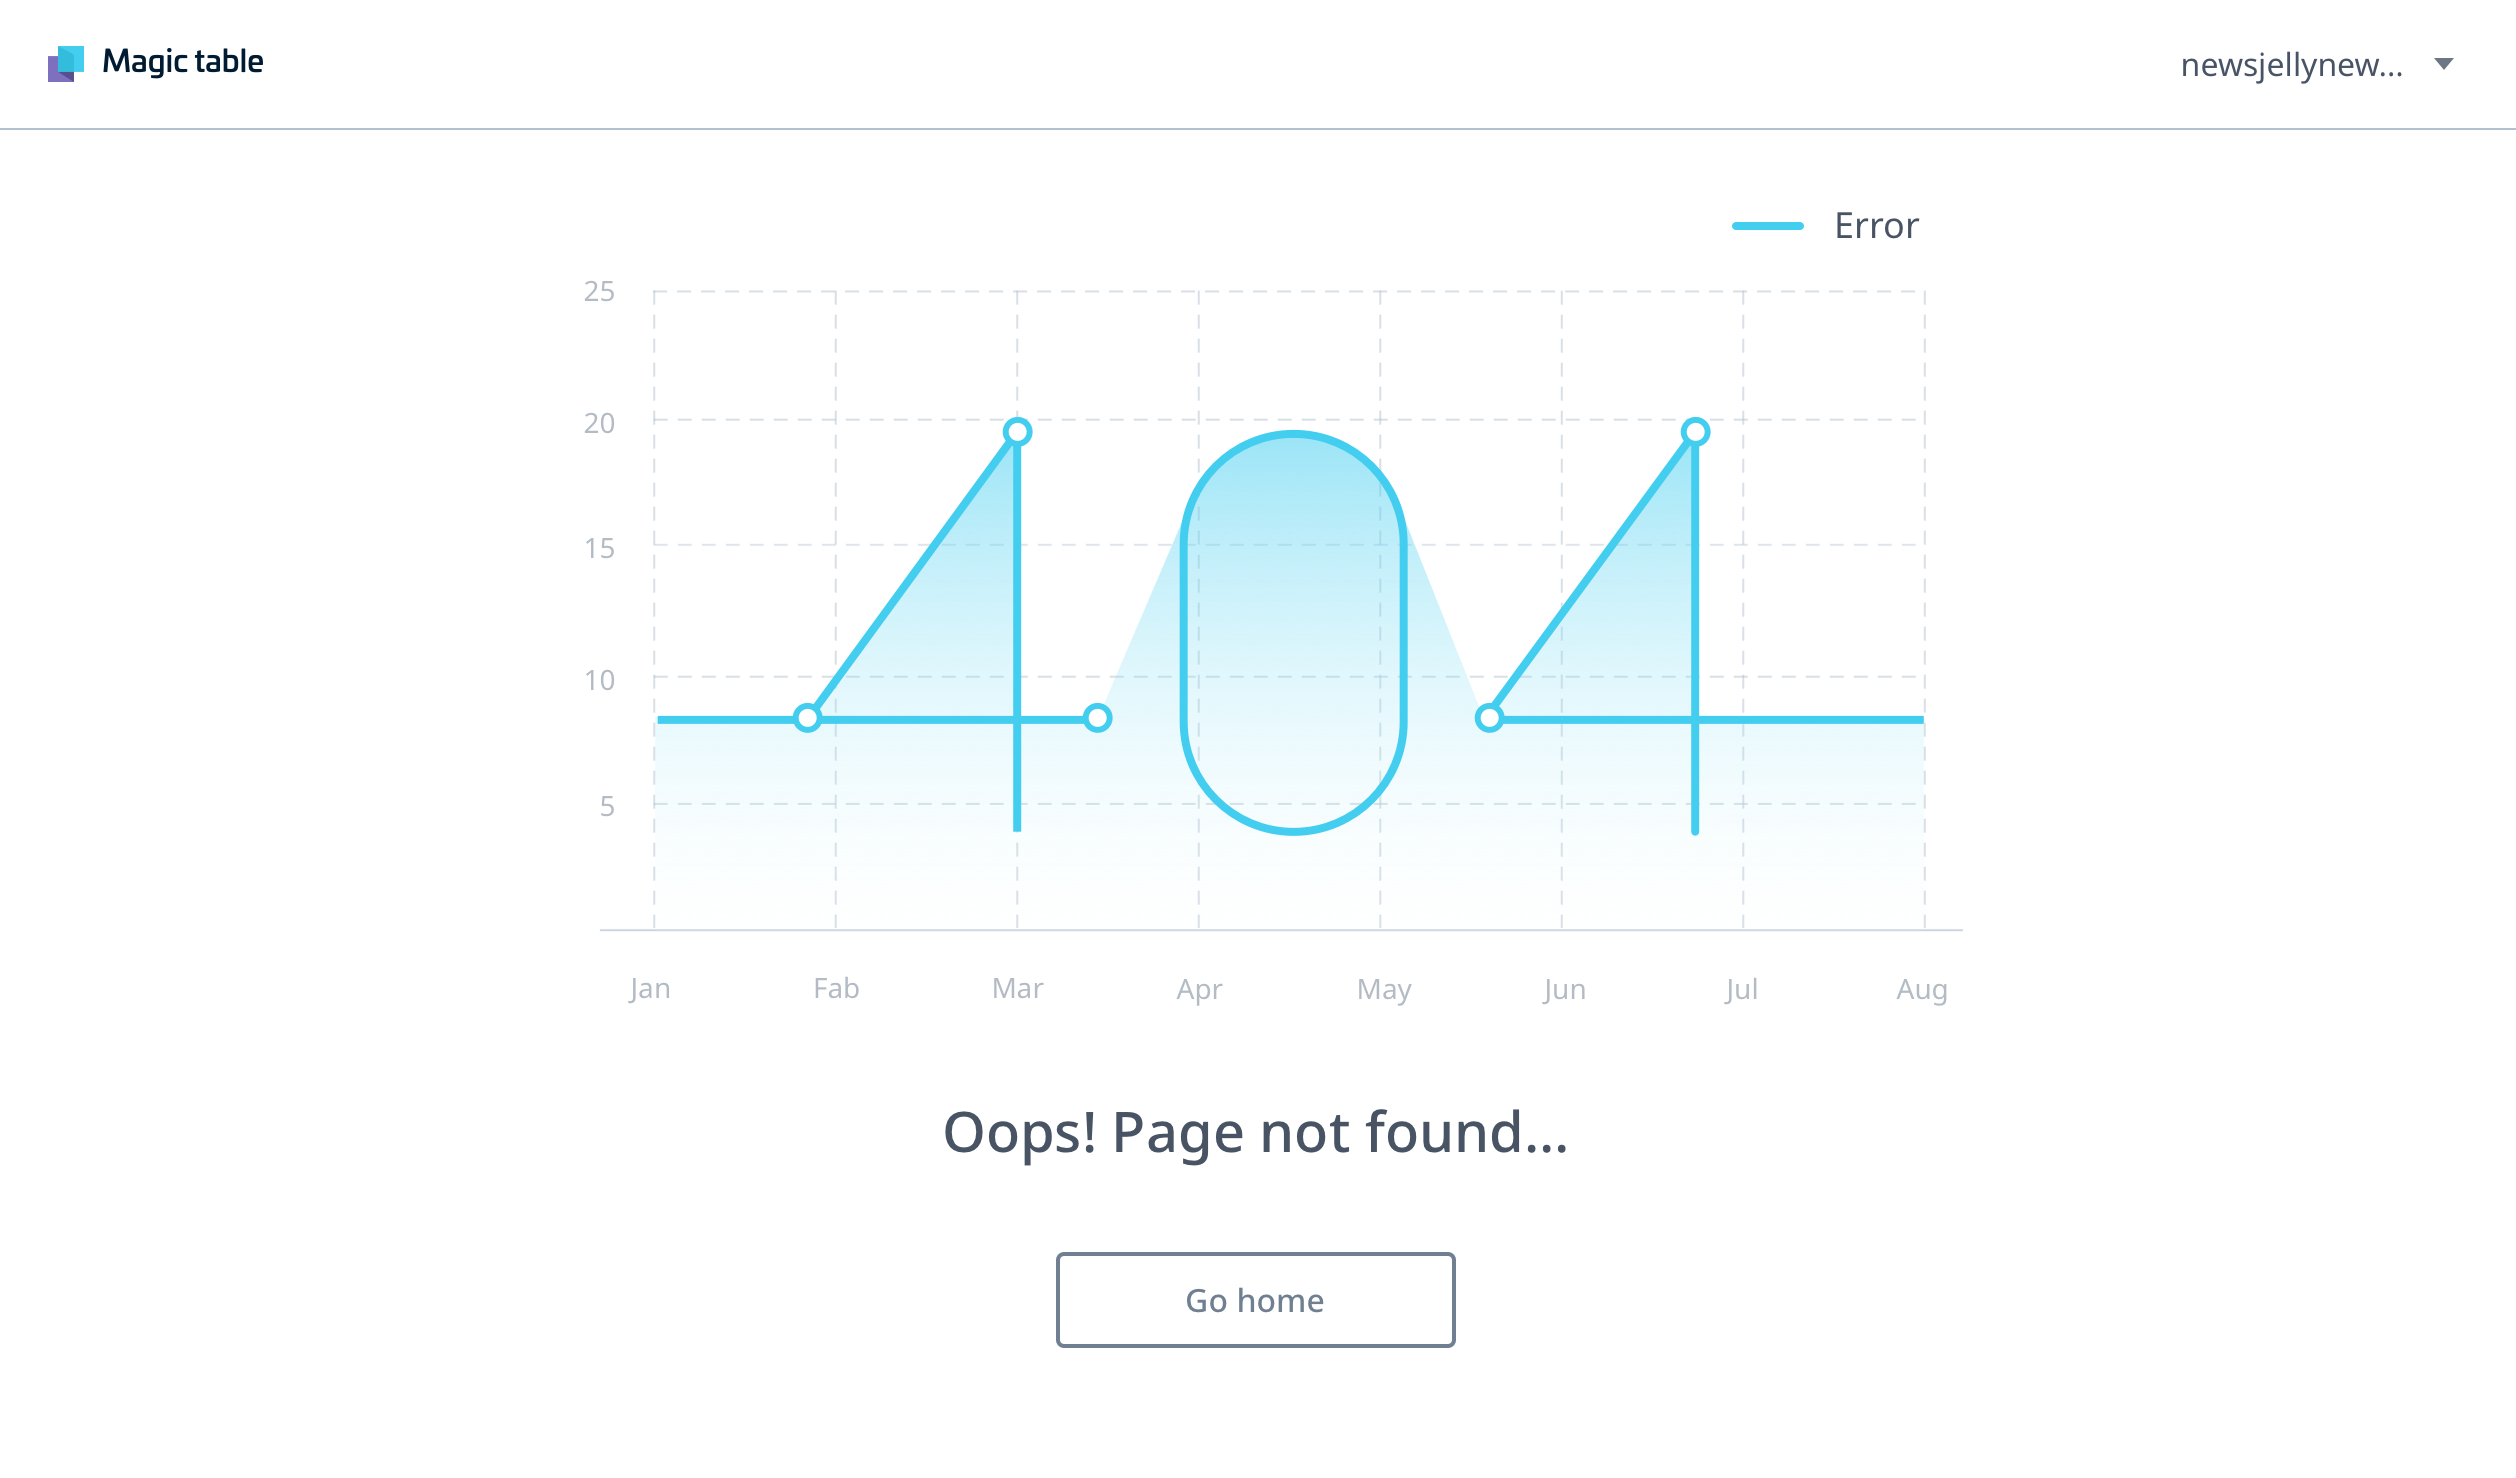 Magic table
newsjellynew...
Error
25
20
15
10
5
404
Jan Fab Mar Apr May Jun Jul Aug
Oops! Page not found...
Go home